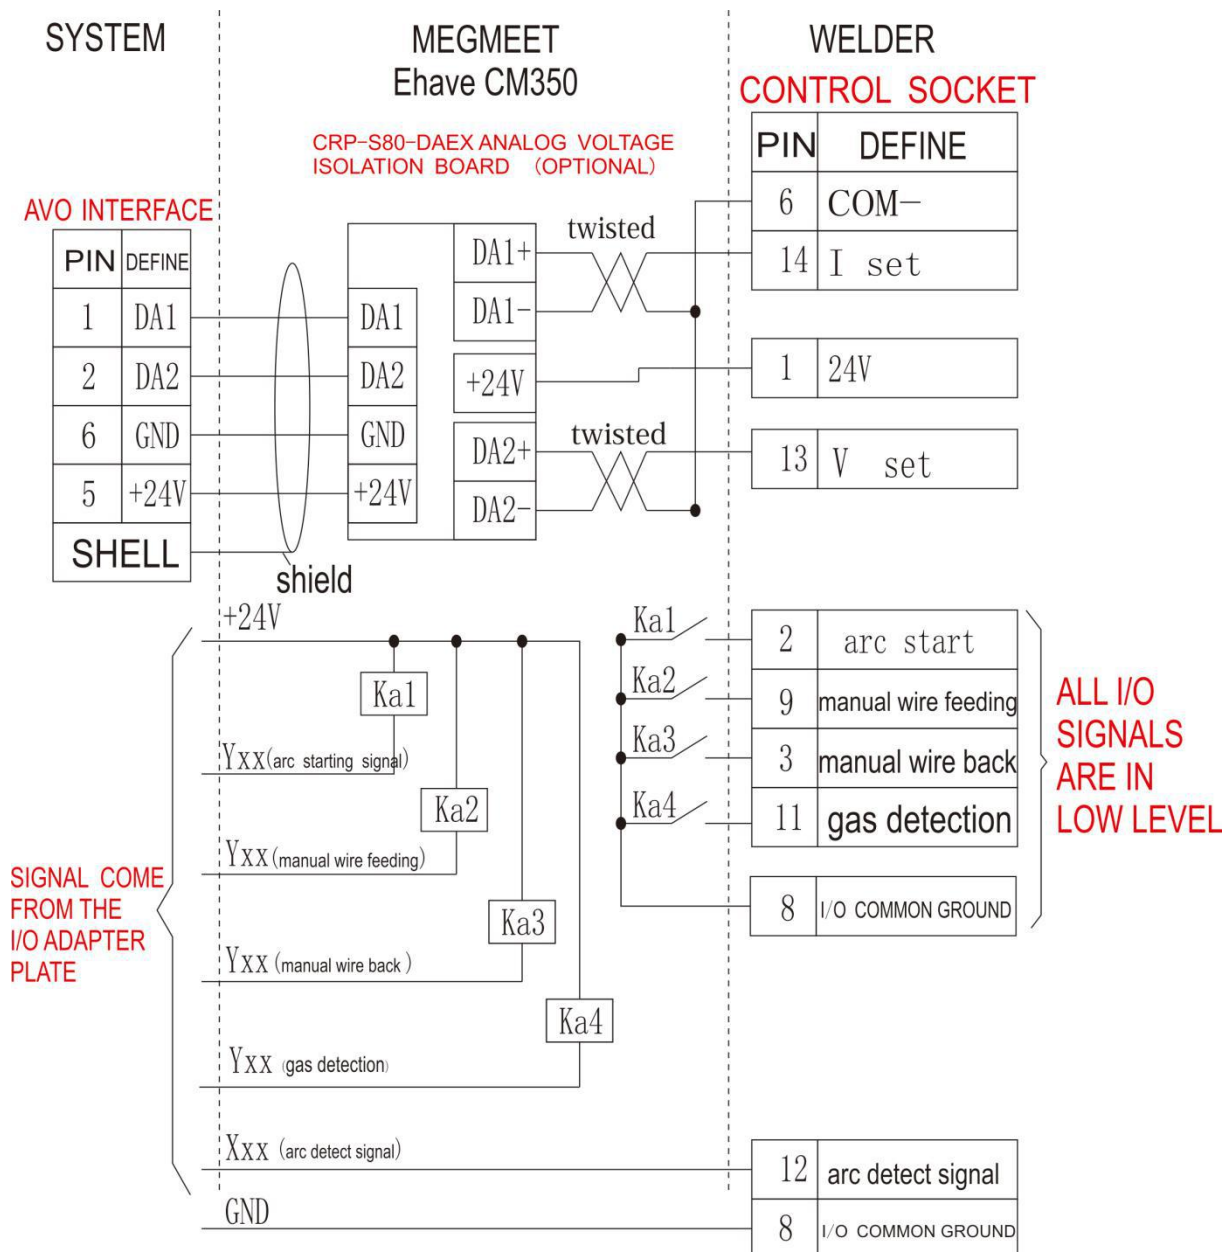 SYSTEM
MEGMEET
Ehave CM350
WELDER
CONTROL SOCKET
CRP-S80-DAEX ANALOG VOLTAGE
ISOLATION BOARD (OPTIONAL)
AVO INTERFACE
PIN DEFINE
1 DA1
2 DA2
6 GND
5 +24V
SHELL
shield
DA1
DA2
GND
+24V
DA1+
DA1-
+24V
DA2+
DA2-
twisted
twisted
PIN DEFINE
6 COM-
14 I set
1 24V
13 V set
+24V
Ka1
Yxx(arc starting signal)
Ka2
Yxx(manual wire feeding)
Ka3
Yxx(manual wire back)
Ka4
Yxx(gas detection)
Xxx (arc detect signal)
GND
SIGNAL COME
FROM THE
I/O ADAPTER
PLATE
Ka1
Ka2
Ka3
Ka4
2 arc start
9 manual wire feeding
3 manual wire back
11 gas detection
8 I/O COMMON GROUND
ALL I/O
SIGNALS
ARE IN
LOW LEVEL
12 arc detect signal
8 I/O COMMON GROUND